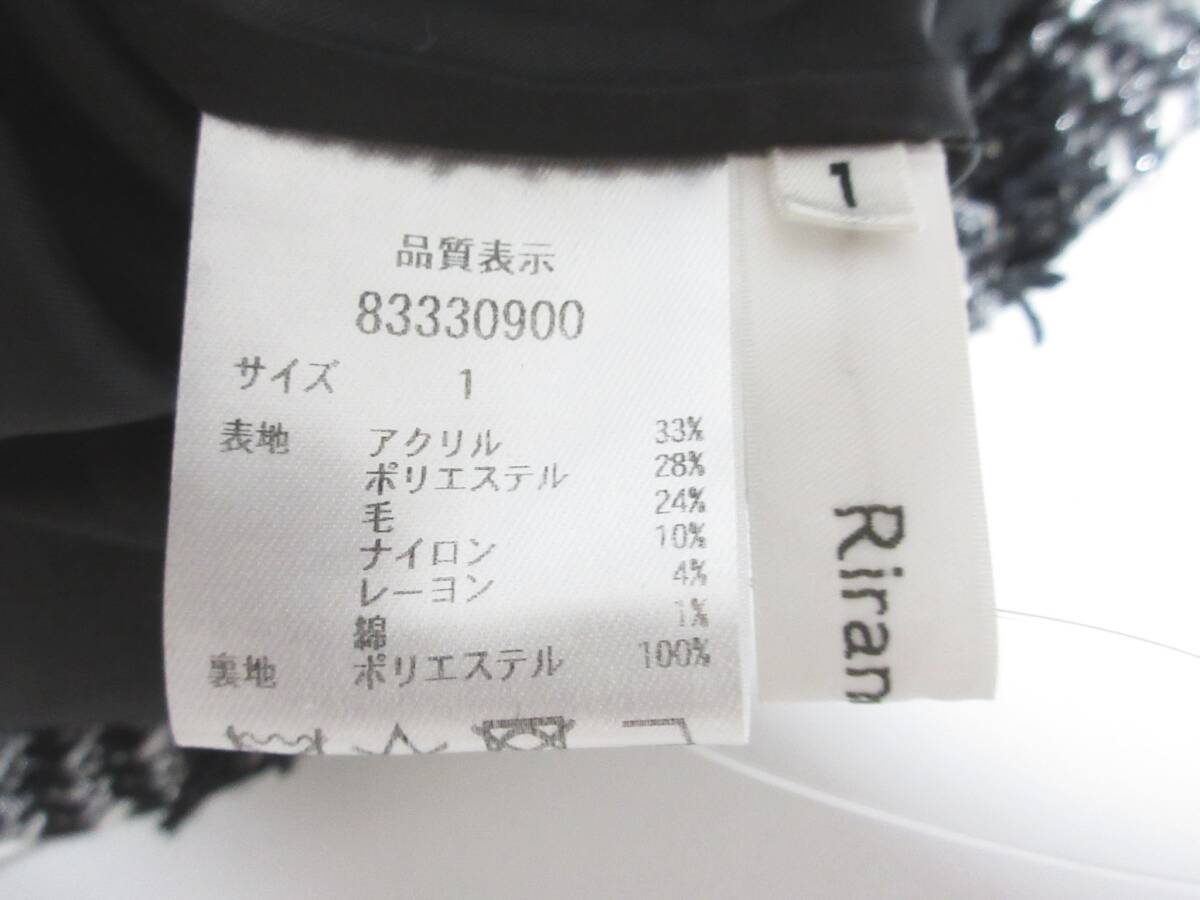 品質表示
83330900
サイズ 1
表地 アクリル 33%
ポリエステル 28%
毛 24%
ナイロン 10%
レーヨン 4%
綿 1%
裏地 ポリエステル 100%
1
Riran